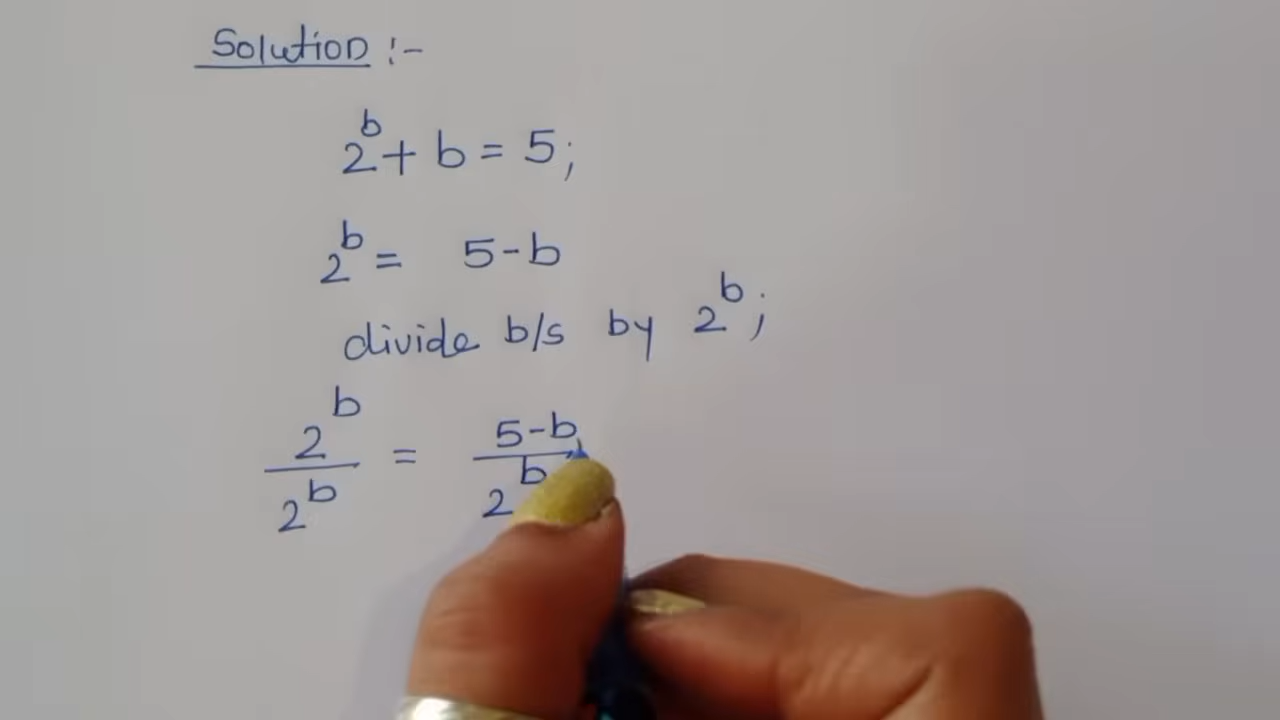 Solution :-
2^b + b = 5;
2^b = 5-b
divide b/s by 2^b;
2^b/2^b = 5-b/2^b